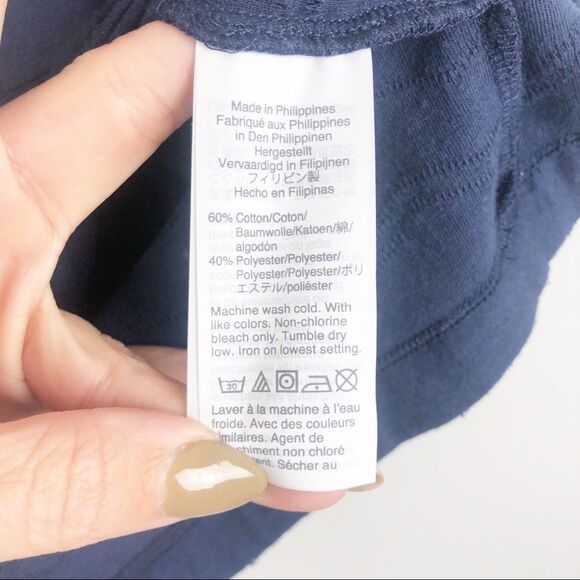 Made in Philippines
Fabriqué aux Philippines
in Den Philippinen
Hergestellt
Vervaardigd in Filipijnen
フィリピン製
Hecho en Filipinas
60% Cotton/Coton/
Baumwolle/Katoen/綿/
algodón
40% Polyester/Polyester/
Polyester/Polyester/ポリ
エステル/poliéster
Machine wash cold. With
like colors. Non-chlorine
bleach only. Tumble dry
low. Iron on lowest setting.
30
Laver à la machine à l'eau
froide. Avec des couleurs
similaires. Agent de
chiment non chloré
ent. Sécher au